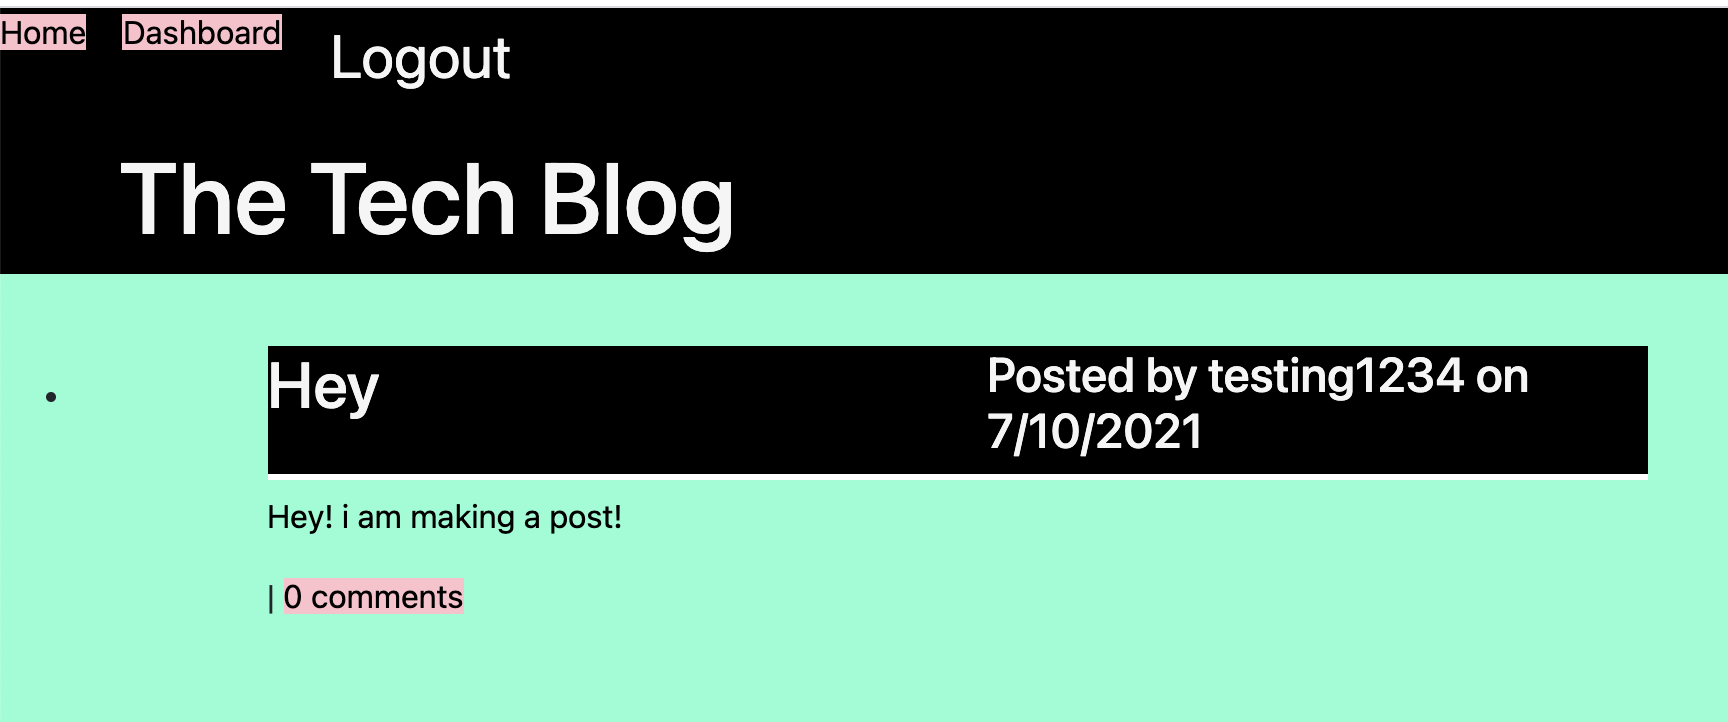 Home Dashboard Logout
The Tech Blog
Hey
Posted by testing1234 on
7/10/2021
Hey! i am making a post!
| 0 comments